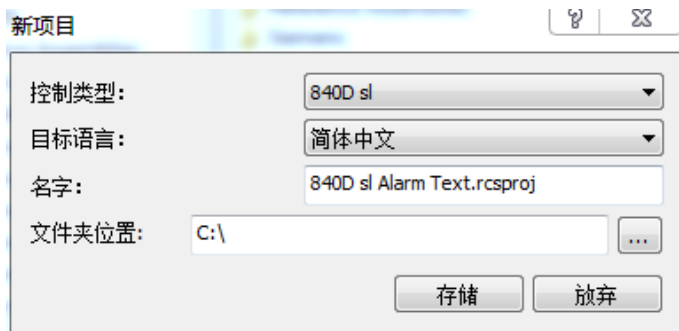 新项目
控制类型: 840D sl
目标语言: 简体中文
名字: 840D sl Alarm Text.rcsproj
文件夹位置: C:\ ...
存储 放弃